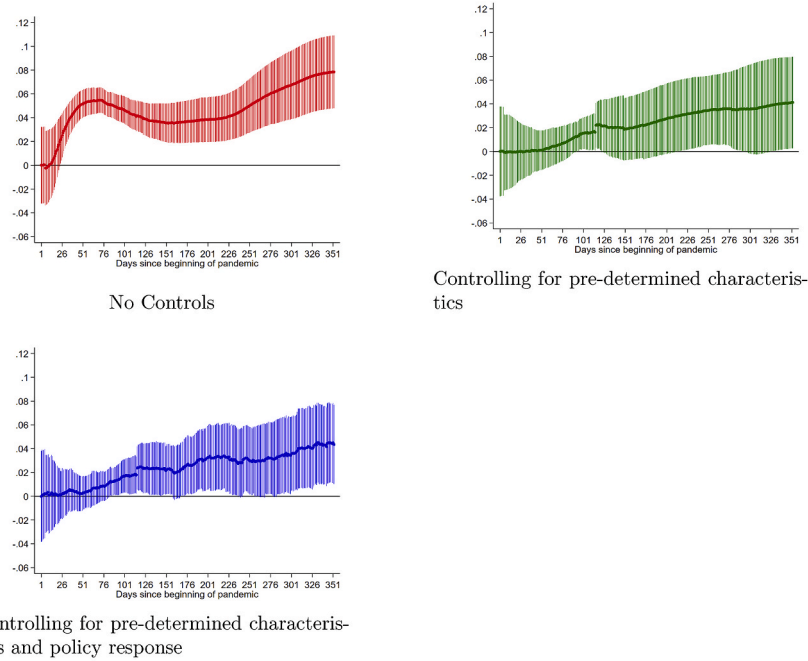 .12
.1
.08
.06
.04
.02
0
-.02
-.04
-.06
1 26 51 76 101 126 151 176 201 226 251 276 301 326 351
Days since beginning of pandemic
No Controls
.12
.1
.08
.06
.04
.02
0
-.02
-.04
-.06
1 26 51 76 101 126 151 176 201 226 251 276 301 326 351
Days since beginning of pandemic
Controlling for pre-determined characteris-
tics
.12
.1
.08
.06
.04
.02
0
-.02
-.04
-.06
1 26 51 76 101 126 151 176 201 226 251 276 301 326 351
Days since beginning of pandemic
ntrolling for pre-determined characteris-
s and policy response